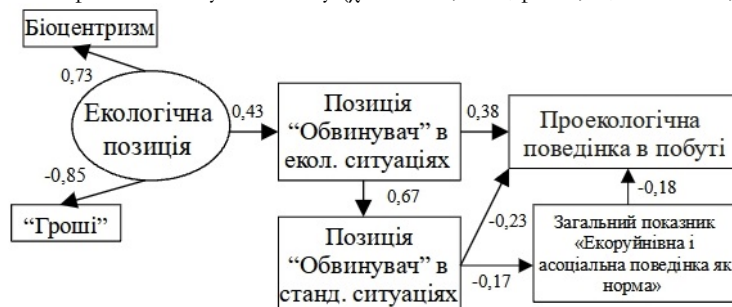 Біоцентризм
0,73
Екологічна
позиція
0,43
-0,85
“Гроші”
Позиція
“Обвинувач” в
екол. ситуаціях
0,38
Проекологічна
поведінка в побуті
0,67
-0,23
-0,18
Позиція
“Обвинувач” в
станд. ситуаціях
-0,17
Загальний показник
«Екоруйнівна і
асоціальна поведінка як
норма»